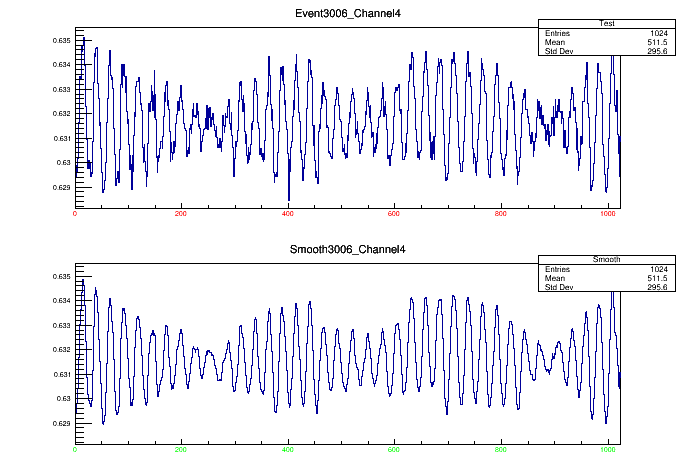 Event3006_Channel4
Test
Entries 1024
Mean 511.5
Std Dev 295.6
0.635
0.634
0.633
0.632
0.631
0.63
0.629
0 200 400 600 800 1000
Smooth3006_Channel4
Smooth
Entries 1024
Mean 511.5
Std Dev 295.6
0.635
0.634
0.633
0.632
0.631
0.63
0.629
0 200 400 600 800 1000